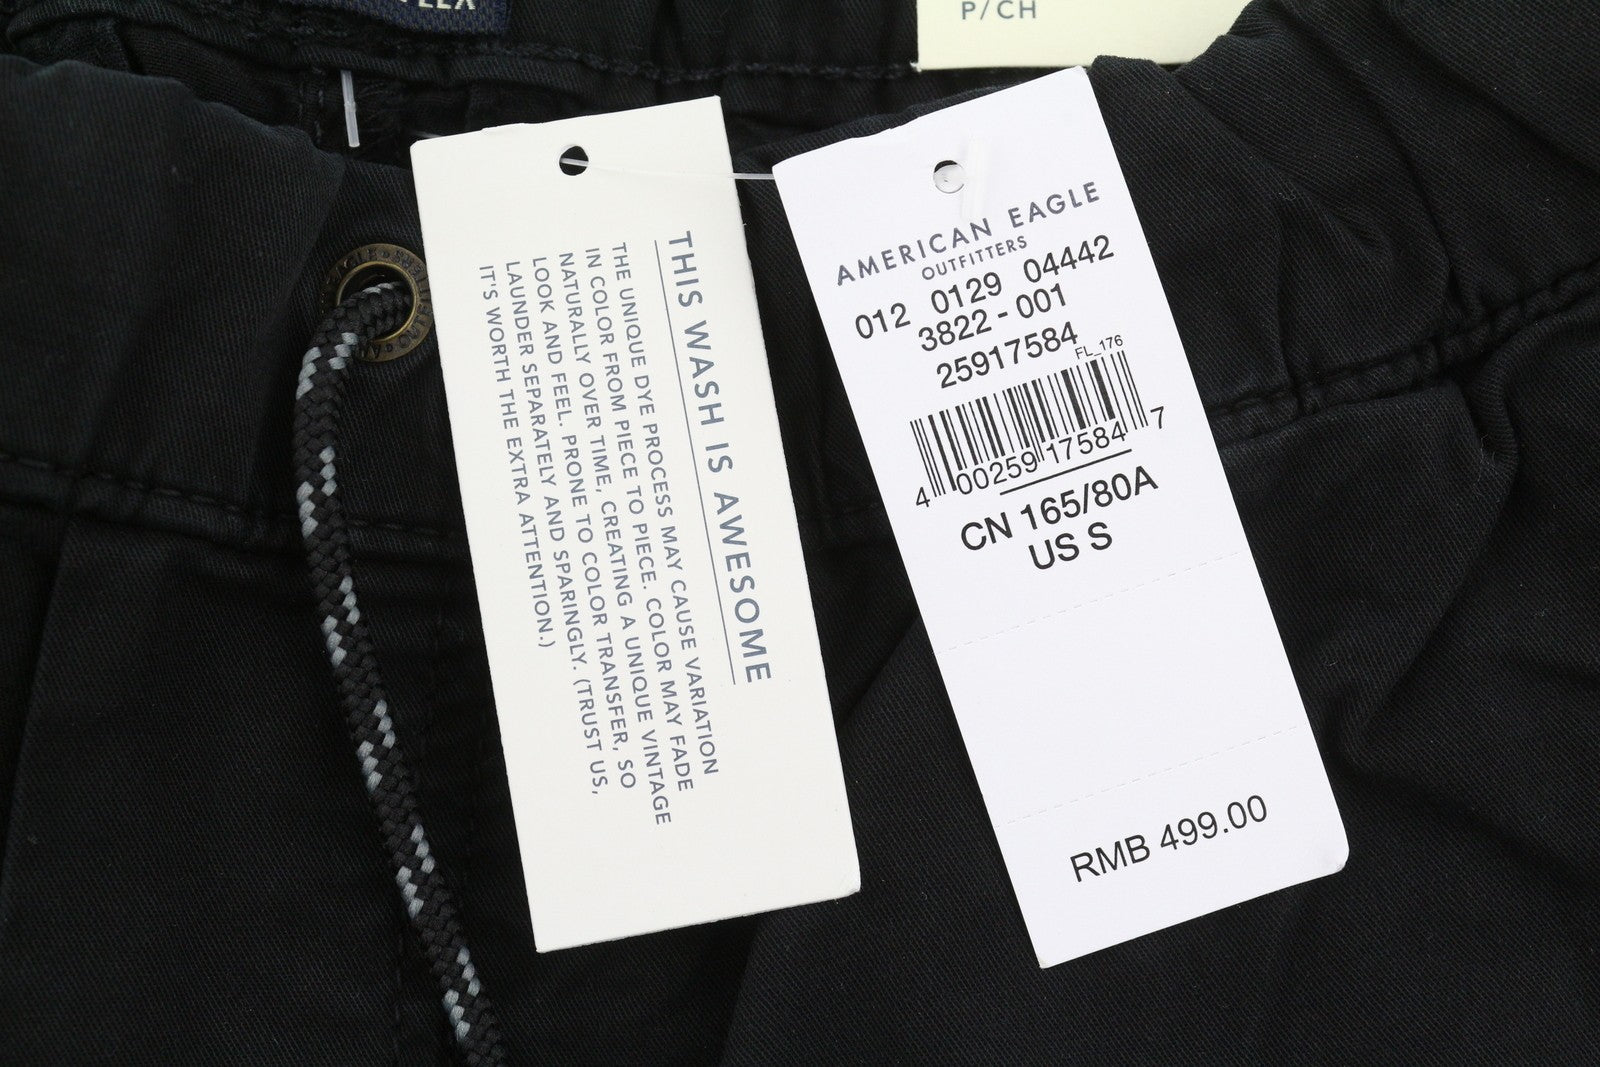 P/CH
THIS WASH IS AWESOME
THE UNIQUE DYE PROCESS MAY CAUSE VARIATION
IN COLOR FROM PIECE TO PIECE. COLOR MAY FADE
NATURALLY OVER TIME, CREATING A UNIQUE VINTAGE
LOOK AND FEEL. PRONE TO COLOR TRANSFER, SO
LAUNDER SEPARATELY AND SPARINGLY. (TRUST US,
IT'S WORTH THE EXTRA ATTENTION.)
AMERICAN EAGLE
OUTFITTERS
012 0129 04442
3822-001
25917584
FL_176
4 00259 17584 7
CN 165/80A
US S
RMB 499.00